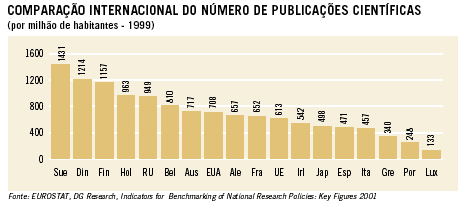 COMPARAÇÃO INTERNACIONAL DO NÚMERO DE PUBLICAÇÕES CIENTÍFICAS
(por milhão de habitantes - 1999)
1600
1200
800
400
0
1431 1214 1157 963 949 810 717 708 657 652 613 542 498 471 457 340 248 133
Sue Din Fin Hol RU Bel Aus EUA Ale Fra UE Irl Jap Esp Ita Gre Por Lux
Fonte: EUROSTAT, DG Research, Indicators for Benchmarking of National Research Policies: Key Figures 2001